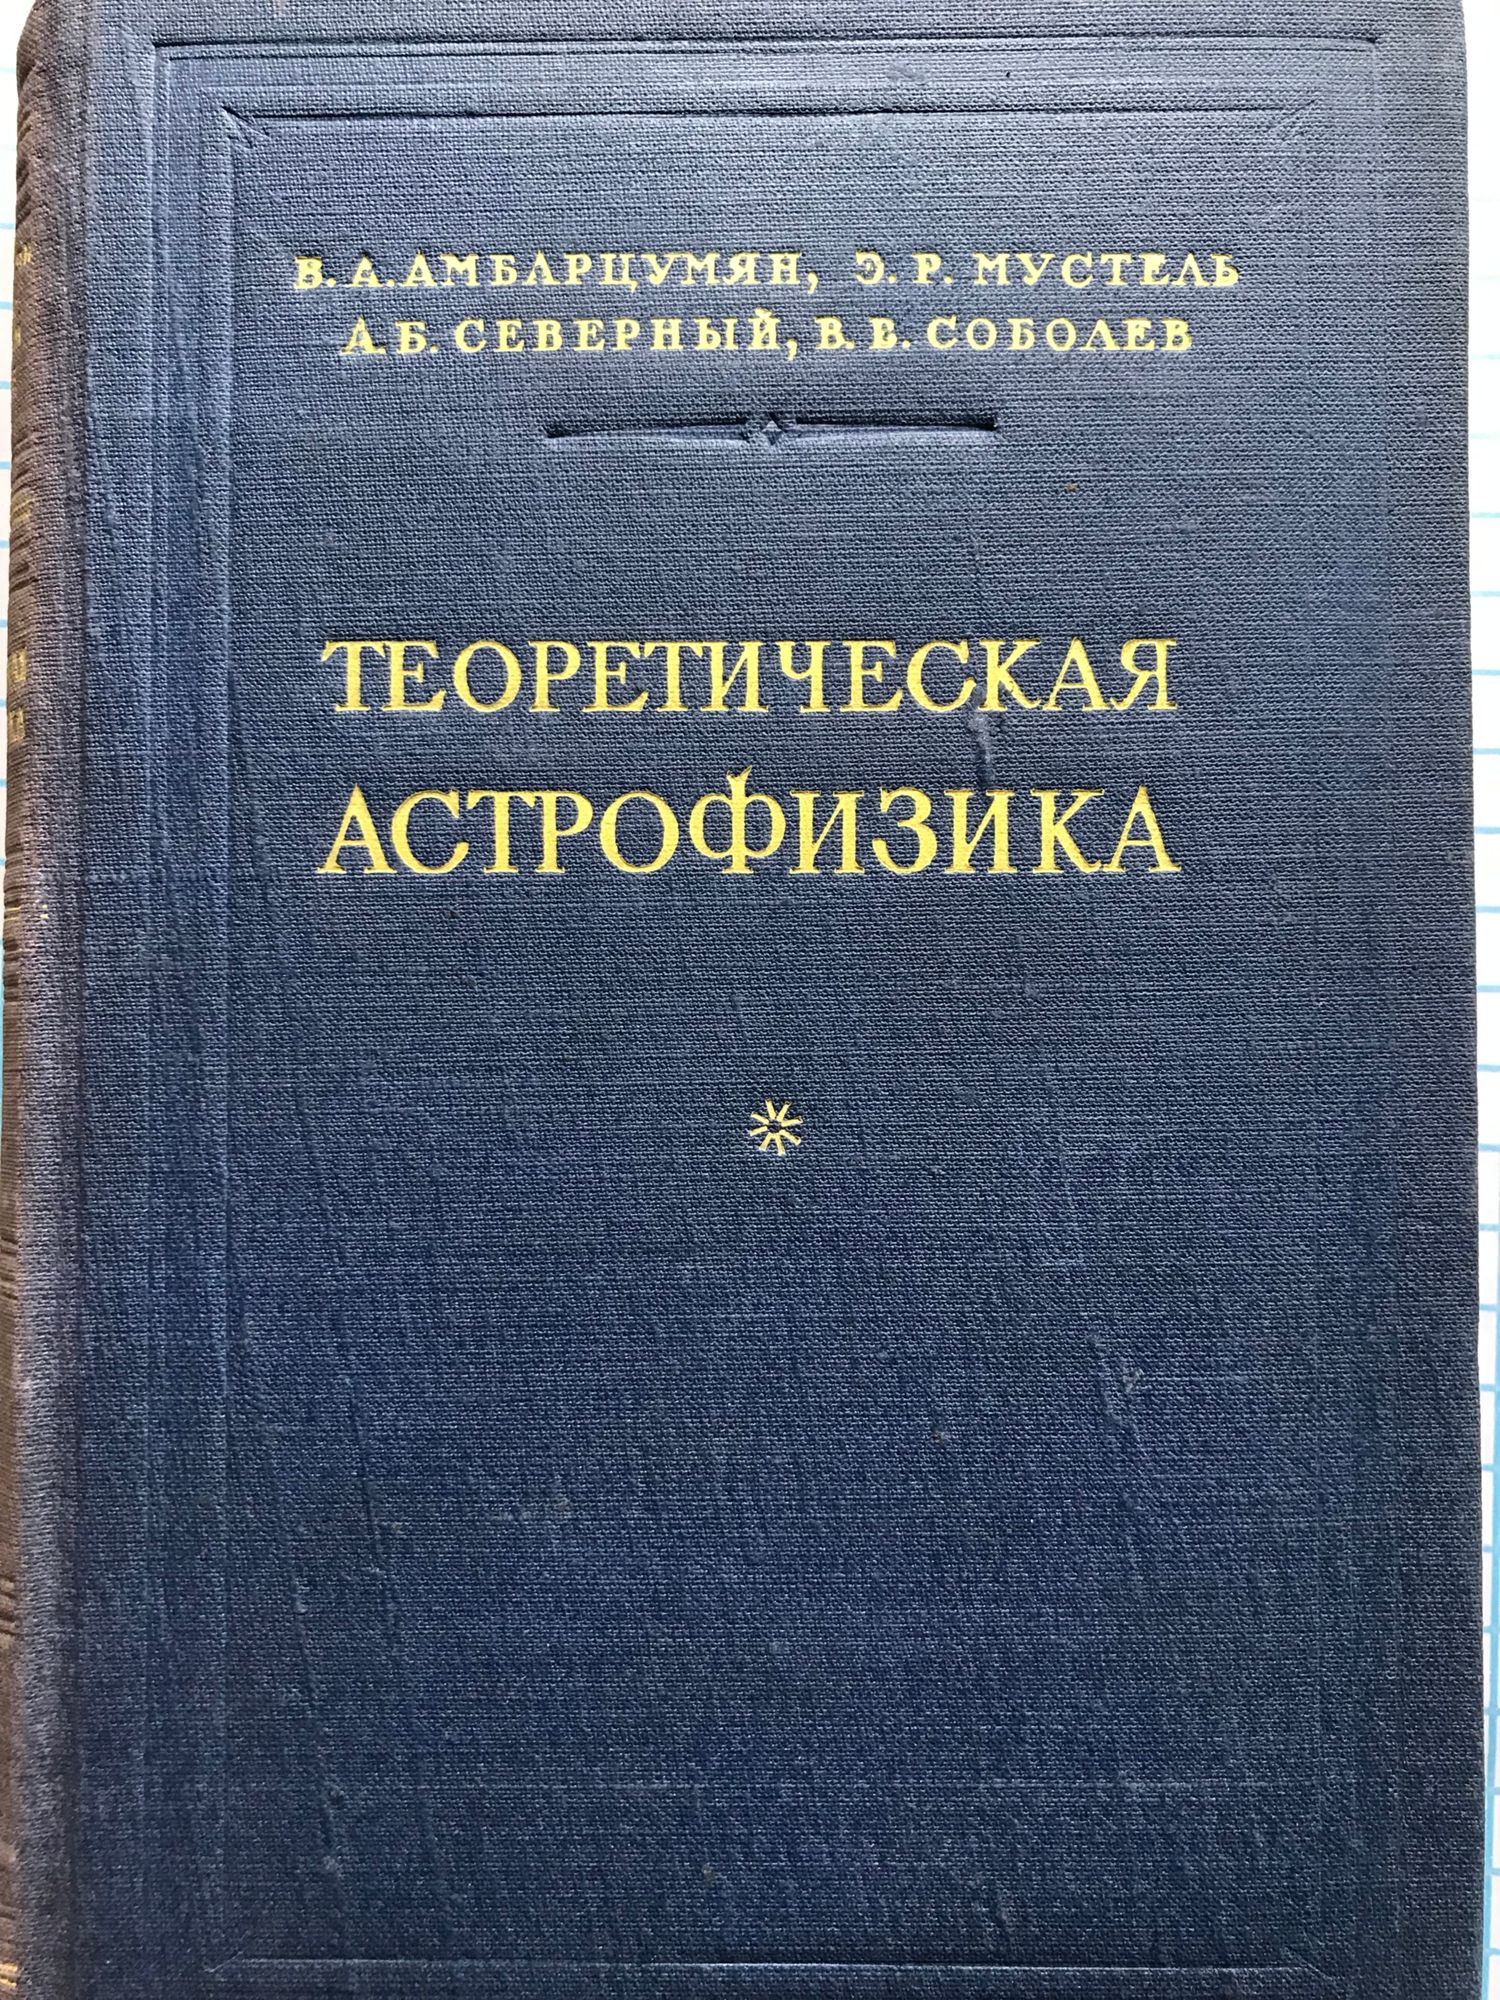 В. А. АМБАРЦУМЯН, Э. Р. МУСТЕЛЬ
А. Б. СЕВЕРНЫЙ, В. В. СОБОЛЕВ
ТЕОРЕТИЧЕСКАЯ
АСТРОФИЗИКА